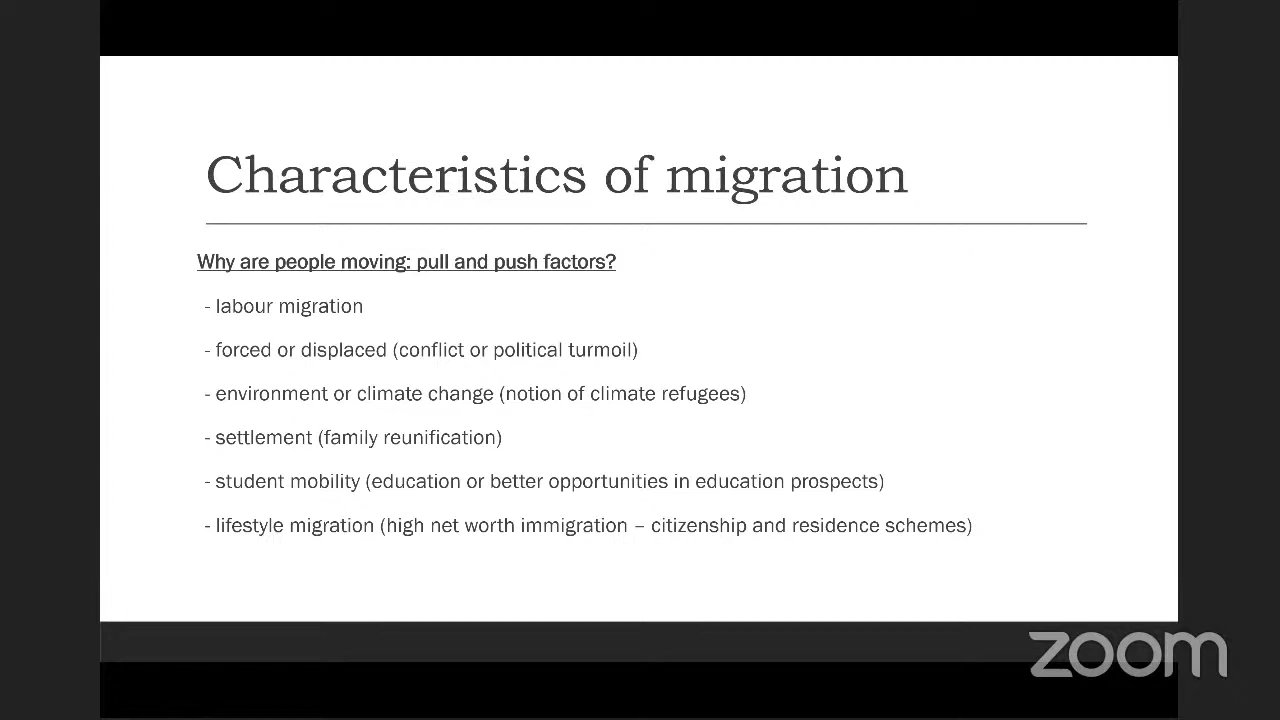 Characteristics of migration
Why are people moving: pull and push factors?
- labour migration
- forced or displaced (conflict or political turmoil)
- environment or climate change (notion of climate refugees)
- settlement (family reunification)
- student mobility (education or better opportunities in education prospects)
- lifestyle migration (high net worth immigration – citizenship and residence schemes)
zoom